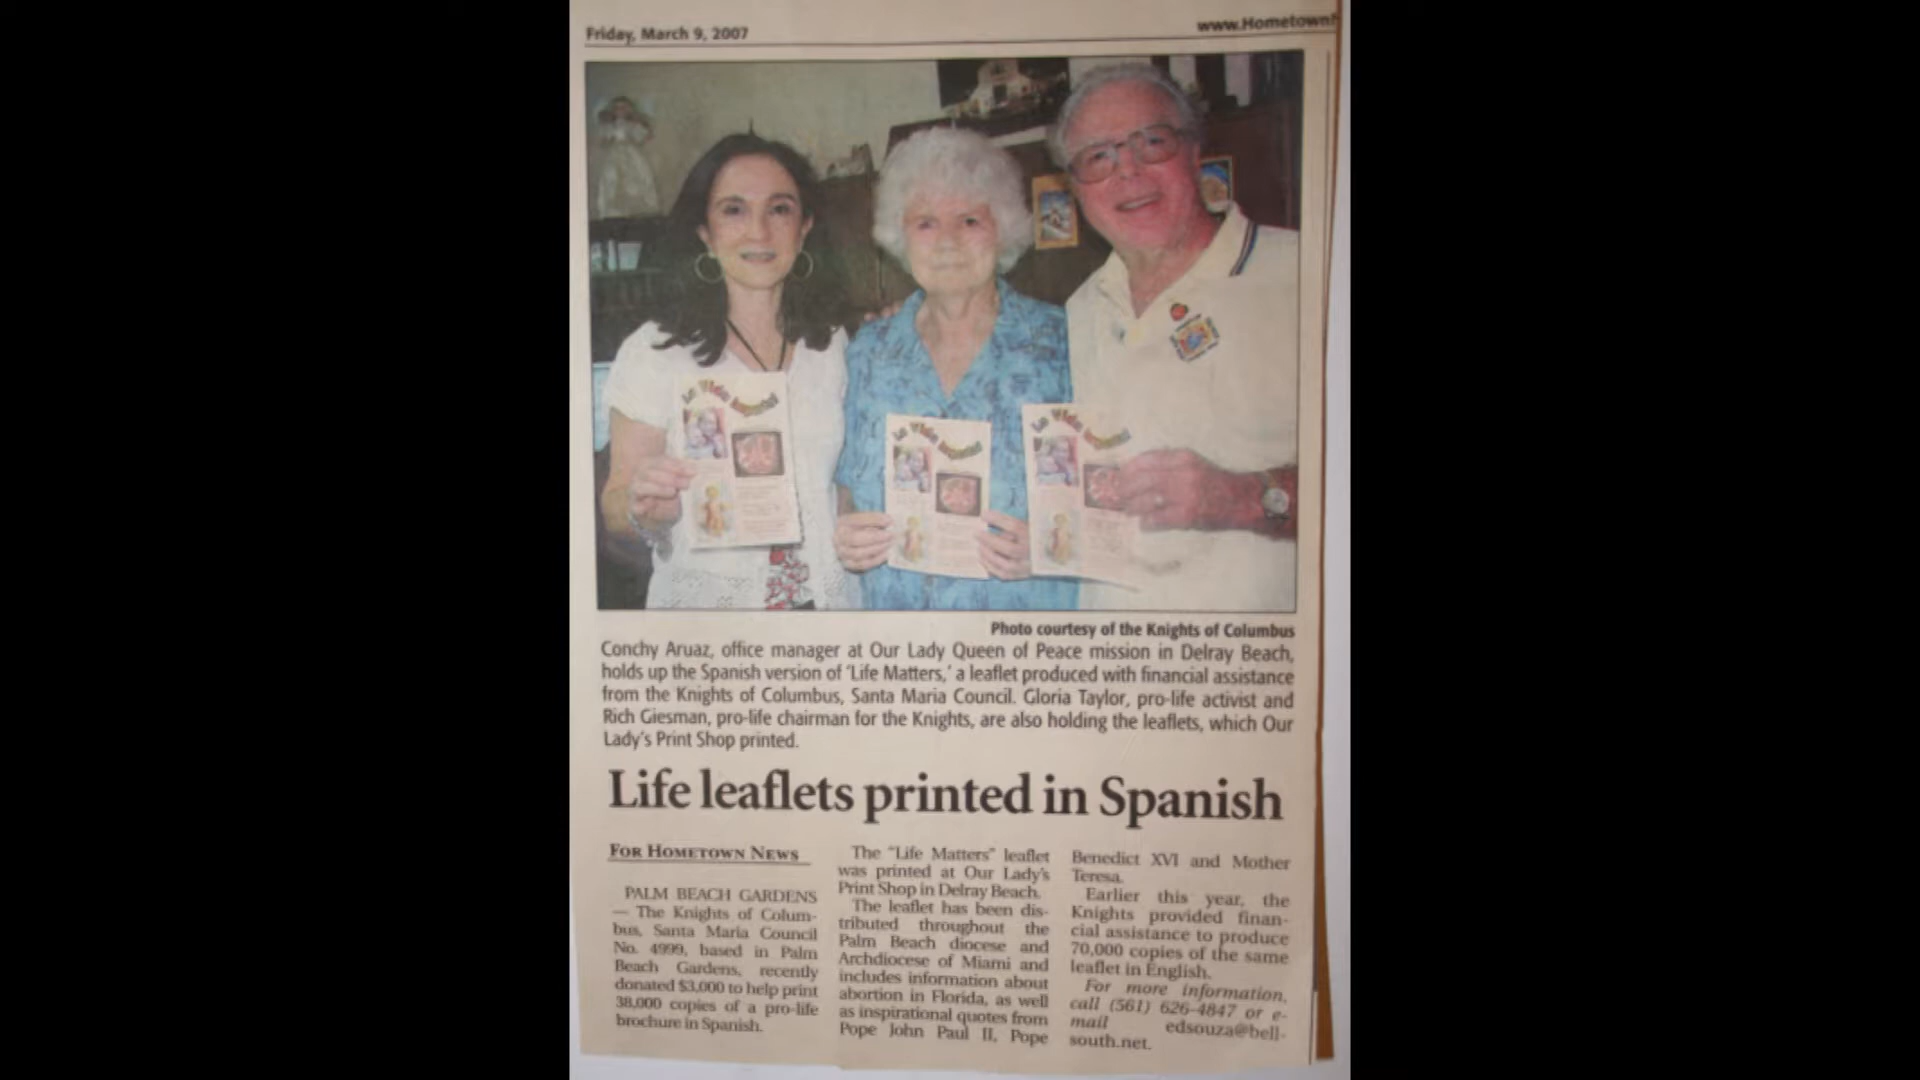 Friday, March 9, 2007
www.Hometown
La Vida
La Vida
La Vida
Photo courtesy of the Knights of Columbus
Conchy Aruaz, office manager at Our Lady Queen of Peace mission in Delray Beach,
holds up the Spanish version of 'Life Matters,' a leaflet produced with financial assistance
from the Knights of Columbus, Santa Maria Council. Gloria Taylor, pro-life activist and
Rich Giesman, pro-life chairman for the Knights, are also holding the leaflets, which Our
Lady's Print Shop printed.
Life leaflets printed in Spanish
FOR HOMETOWN NEWS
PALM BEACH GARDENS
— The Knights of Colum-
bus, Santa Maria Council
No. 4999, based in Palm
Beach Gardens, recently
donated $3,000 to help print
38,000 copies of a pro-life
brochure in Spanish.
The "Life Matters" leaflet
was printed at Our Lady's
Print Shop in Delray Beach.
The leaflet has been dis-
tributed throughout the
Palm Beach diocese and
Archdiocese of Miami and
includes information about
abortion in Florida, as well
as inspirational quotes from
Pope John Paul II, Pope
Benedict XVI and Mother
Teresa.
Earlier this year, the
Knights provided finan-
cial assistance to produce
70,000 copies of the same
leaflet in English.
For more information,
call (561) 626-4847 or e-
mail edsouza@bell-
south.net.